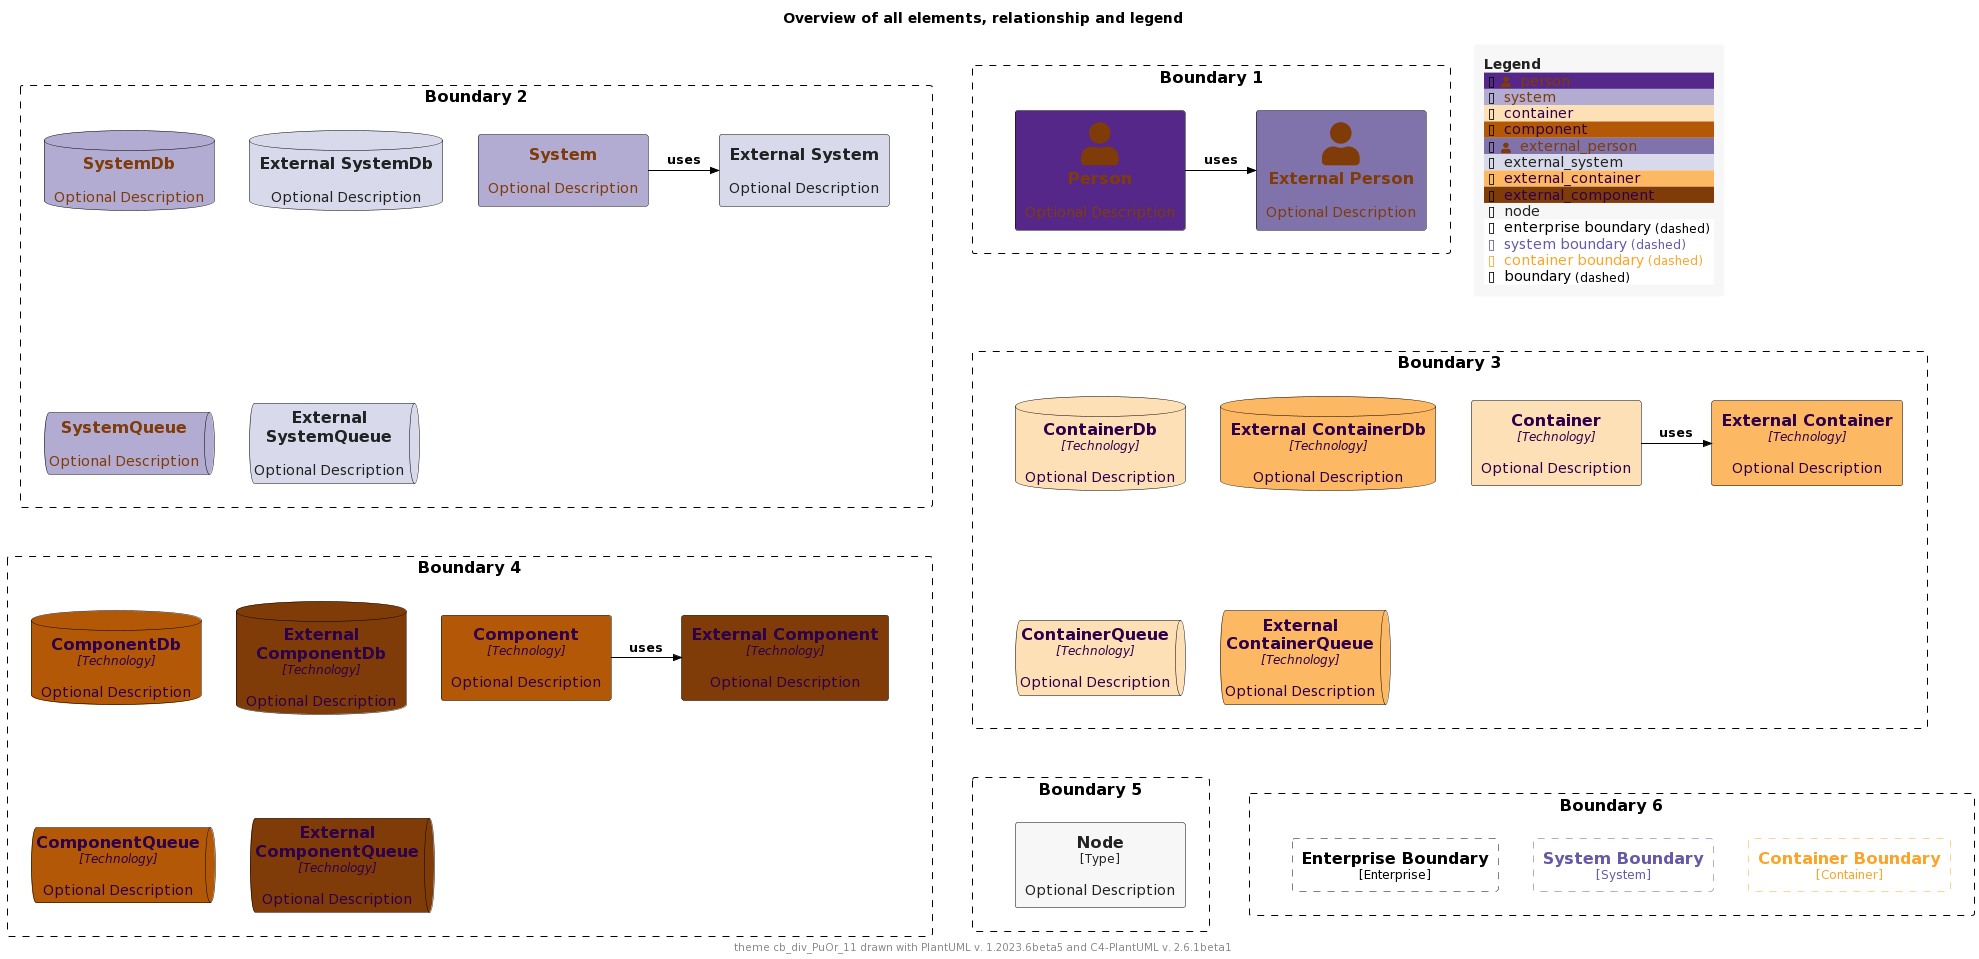 Overview of all elements, relationship and legend
Boundary 2
SystemDb
Optional Description
External SystemDb
Optional Description
System
Optional Description
uses
External System
Optional Description
SystemQueue
Optional Description
External
SystemQueue
Optional Description
Boundary 1
Person
Optional Description
uses
External Person
Optional Description
Legend
person
system
container
component
external_person
external_system
external_container
external_component
node
enterprise boundary (dashed)
system boundary (dashed)
container boundary (dashed)
boundary (dashed)
Boundary 3
ContainerDb
[Technology]
Optional Description
External ContainerDb
[Technology]
Optional Description
Container
[Technology]
Optional Description
uses
External Container
[Technology]
Optional Description
ContainerQueue
[Technology]
Optional Description
External
ContainerQueue
[Technology]
Optional Description
Boundary 4
ComponentDb
[Technology]
Optional Description
External
ComponentDb
[Technology]
Optional Description
Component
[Technology]
Optional Description
uses
External Component
[Technology]
Optional Description
ComponentQueue
[Technology]
Optional Description
External
ComponentQueue
[Technology]
Optional Description
Boundary 5
Node
[Type]
Optional Description
Boundary 6
Enterprise Boundary
[Enterprise]
System Boundary
[System]
Container Boundary
[Container]
theme cb_div_PuOr_11 drawn with PlantUML v. 1.2023.6beta5 and C4-PlantUML v. 2.6.1beta1